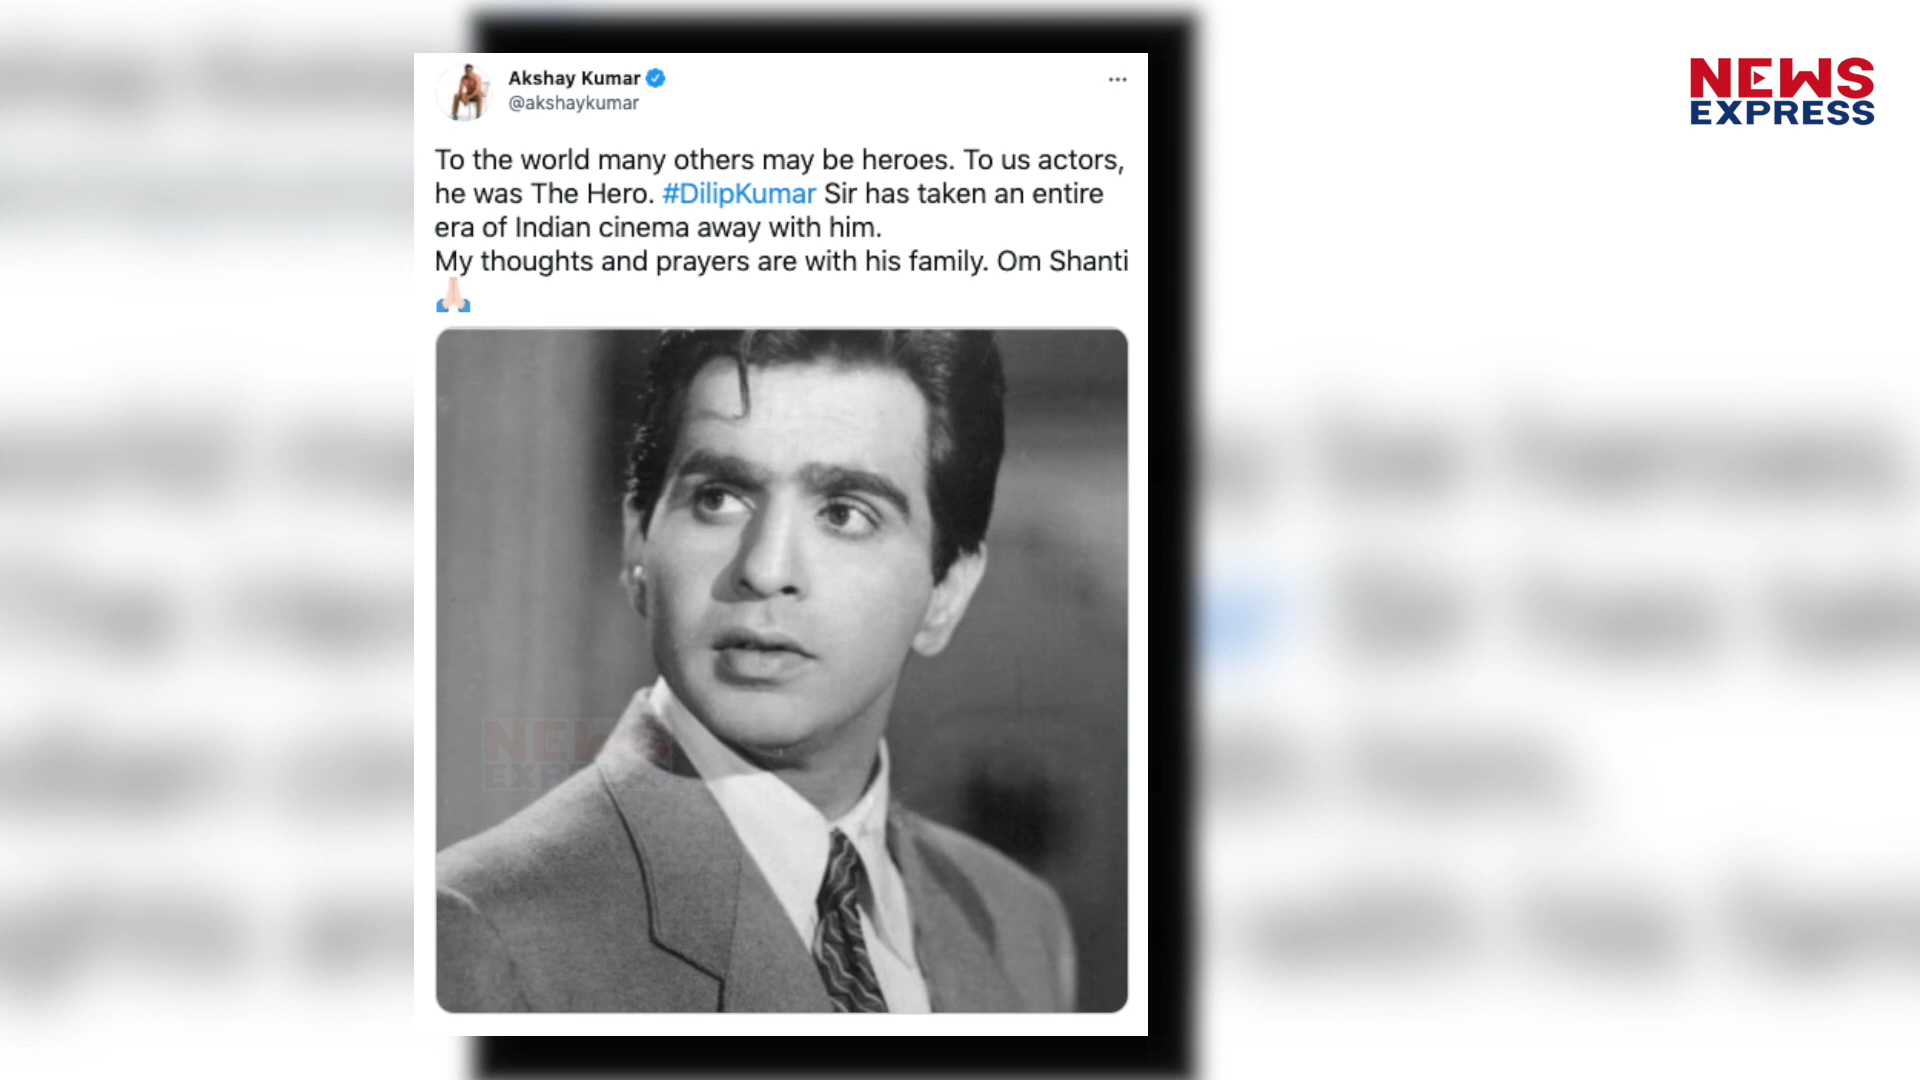 Akshay Kumar
@akshaykumar
To the world many others may be heroes. To us actors,
he was The Hero. #DilipKumar Sir has taken an entire
era of Indian cinema away with him.
My thoughts and prayers are with his family. Om Shanti
🙏🏻
NEWS
EXPRESS
NEWS
EXPRESS